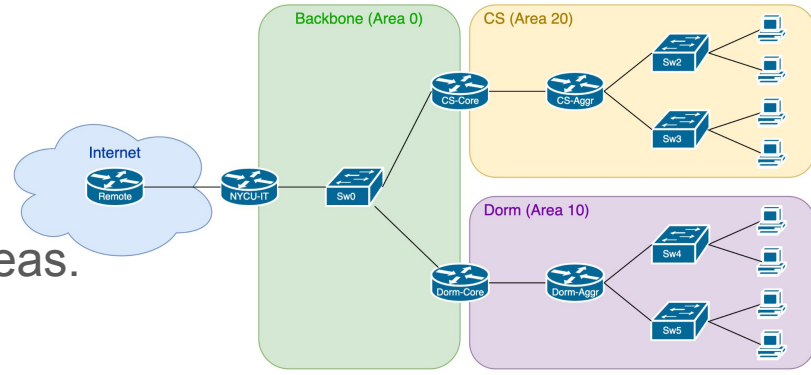 Backbone (Area 0)
CS (Area 20)
Sw2
CS-Core
CS-Aggr
Sw3
Internet
Remote
NYCU-IT
Sw0
eas.
Dorm (Area 10)
Sw4
Dorm-Core
Dorm-Aggr
Sw5